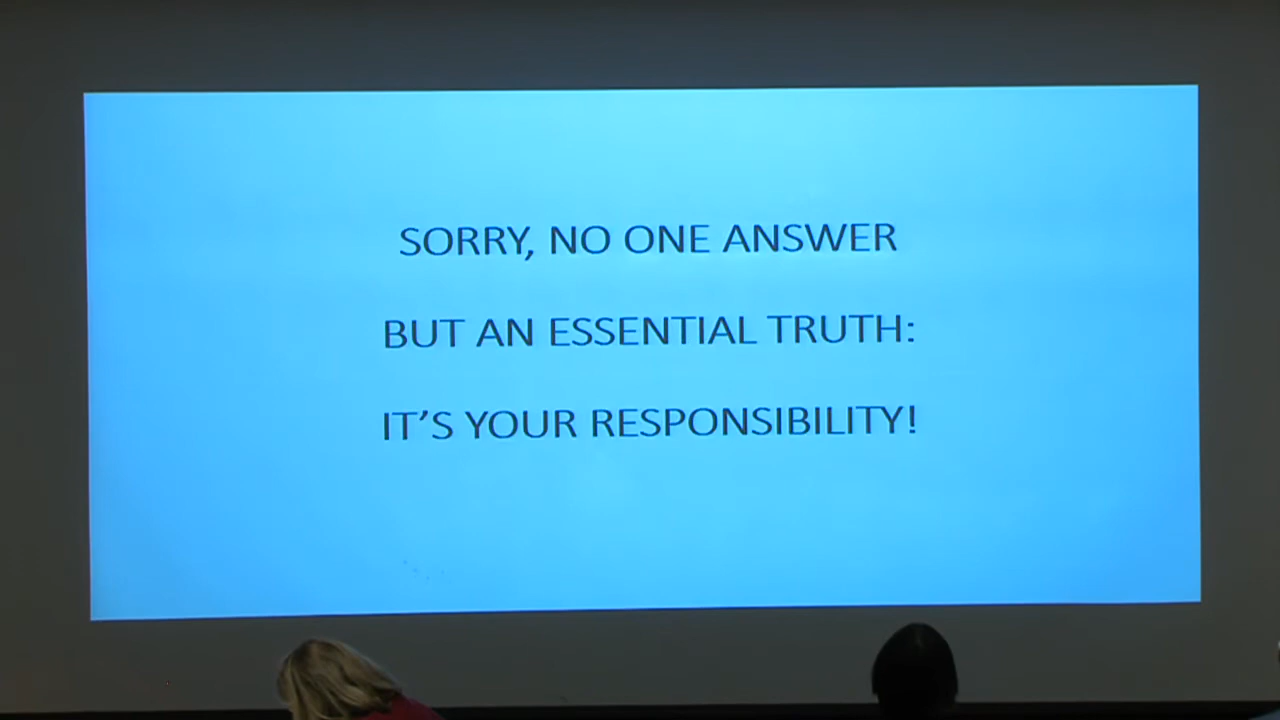 SORRY, NO ONE ANSWER
BUT AN ESSENTIAL TRUTH:
IT’S YOUR RESPONSIBILITY!